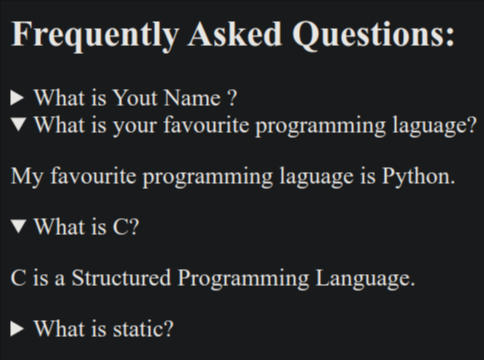 Frequently Asked Questions:
What is Yout Name ?
What is your favourite programming laguage?
My favourite programming laguage is Python.
What is C?
C is a Structured Programming Language.
What is static?